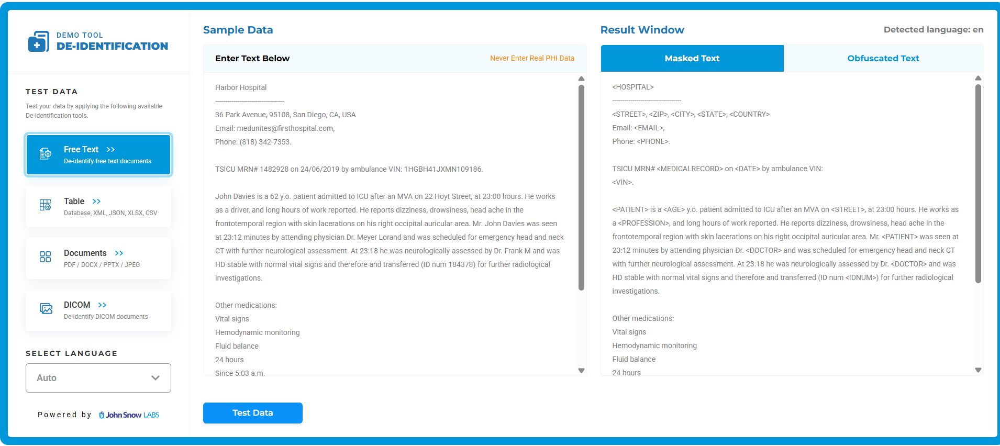 DEMO TOOL
DE-IDENTIFICATION
TEST DATA
Test your data by applying the following available
De-identification tools.
Free Text >>
De-identify free text documents
Table >>
Database, XML, JSON, XLSX, CSV
Documents >>
PDF / DOCX / PPTX / JPEG
DICOM >>
De-identify DICOM documents
SELECT LANGUAGE
Auto
Powered by John Snow LABS
Sample Data
Enter Text Below
Never Enter Real PHI Data
Harbor Hospital
---------------------------------
36 Park Avenue, 95108, San Diego, CA, USA
Email: medunites@firsthospital.com,
Phone: (818) 342-7353.
TSICU MRN# 1482928 on 24/06/2019 by ambulance VIN: 1HGBH41JXMN109186.
John Davies is a 62 y.o. patient admitted to ICU after an MVA on 22 Hoyt Street, at 23:00 hours. He works
as a driver, and long hours of work reported. He reports dizziness, drowsiness, head ache in the
frontotemporal region with skin lacerations on his right occipital auricular area. Mr. John Davies was seen
at 23:12 minutes by attending physician Dr. Meyer Lorand and was scheduled for emergency head and neck
CT with further neurological assessment. At 23:18 he was neurologically assessed by Dr. Frank M and was
HD stable with normal vital signs and therefore and transferred (ID num 184378) for further radiological
investigations.
Other medications:
Vital signs
Hemodynamic monitoring
Fluid balance
24 hours
Since 5:03 a.m.
Test Data
Result Window
Detected language: en
Masked Text
Obfuscated Text
<HOSPITAL>
---------------------------------
<STREET>, <ZIP>, <CITY>, <STATE>, <COUNTRY>
Email: <EMAIL>,
Phone: <PHONE>.
TSICU MRN# <MEDICALRECORD> on <DATE> by ambulance VIN:
<VIN>.
<PATIENT> is a <AGE> y.o. patient admitted to ICU after an MVA on <STREET>, at 23:00 hours. He works as
a <PROFESSION>, and long hours of work reported. He reports dizziness, drowsiness, head ache in the
frontotemporal region with skin lacerations on his right occipital auricular area. Mr. <PATIENT> was seen at
23:12 minutes by attending physician Dr. <DOCTOR> and was scheduled for emergency head and neck CT
with further neurological assessment. At 23:18 he was neurologically assessed by Dr. <DOCTOR> and was
HD stable with normal vital signs and therefore and transferred (ID num <IDNUM>) for further radiological
investigations.
Other medications:
Vital signs
Hemodynamic monitoring
Fluid balance
24 hours